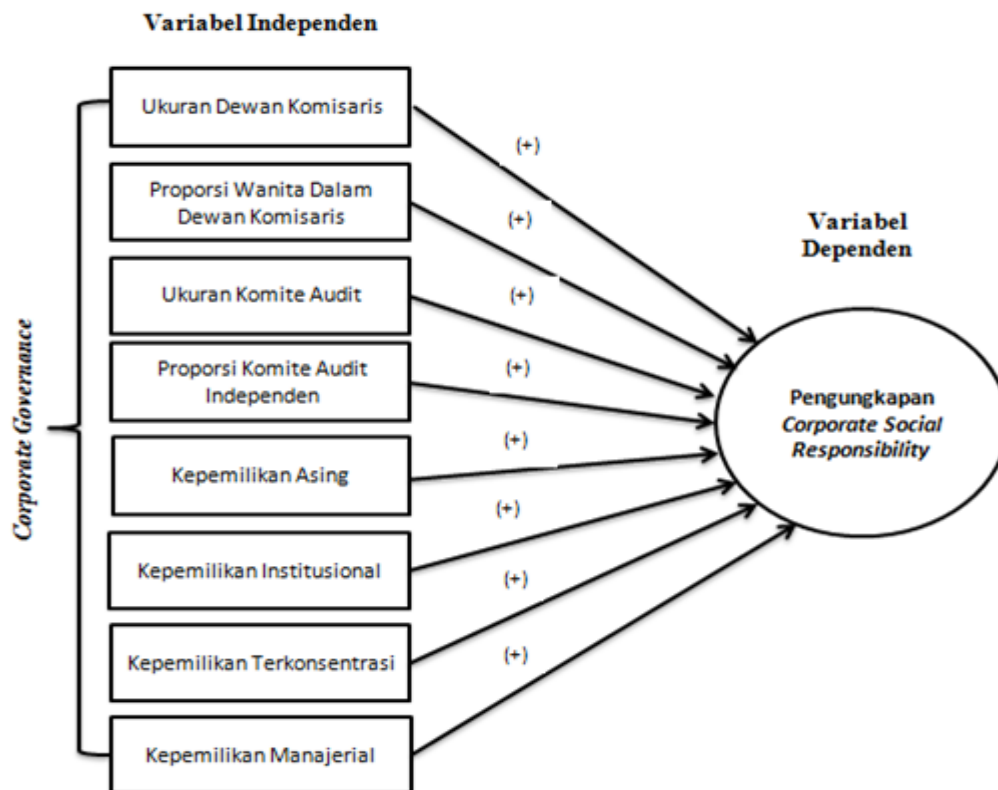 Variabel Independen
Corporate Governance
Ukuran Dewan Komisaris
Proporsi Wanita Dalam
Dewan Komisaris
Ukuran Komite Audit
Proporsi Komite Audit
Independen
Kepemilikan Asing
Kepemilikan Institusional
Kepemilikan Terkonsentrasi
Kepemilikan Manajerial
(+)
(+)
(+)
(+)
(+)
(+)
(+)
(+)
Variabel
Dependen
Pengungkapan
Corporate Social
Responsibility